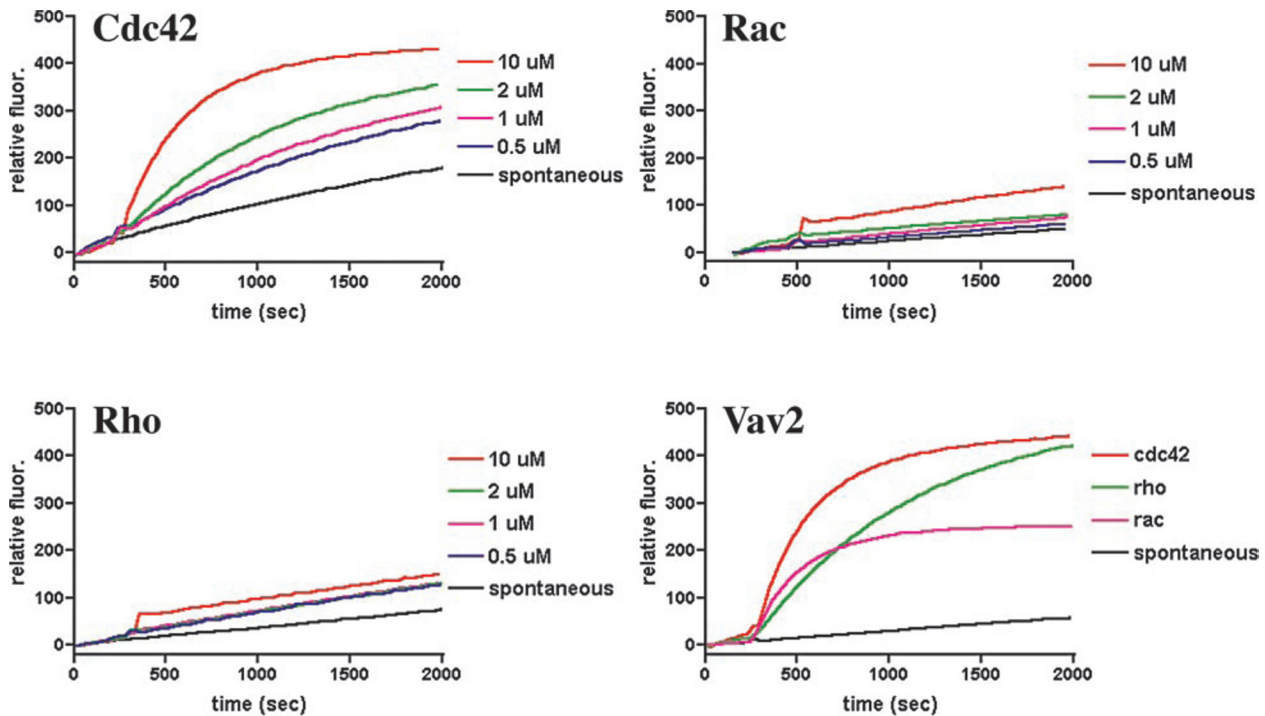 Cdc42
500
400
300
200
100
0
relative fluor.
0 500 1000 1500 2000
time (sec)
10 uM
2 uM
1 uM
0.5 uM
spontaneous
Rac
500
400
300
200
100
0
relative fluor.
0 500 1000 1500 2000
time (sec)
10 uM
2 uM
1 uM
0.5 uM
spontaneous
Rho
500
400
300
200
100
0
relative fluor.
0 500 1000 1500 2000
time (sec)
10 uM
2 uM
1 uM
0.5 uM
spontaneous
Vav2
500
400
300
200
100
0
relative fluor.
0 500 1000 1500 2000
time (sec)
cdc42
rho
rac
spontaneous